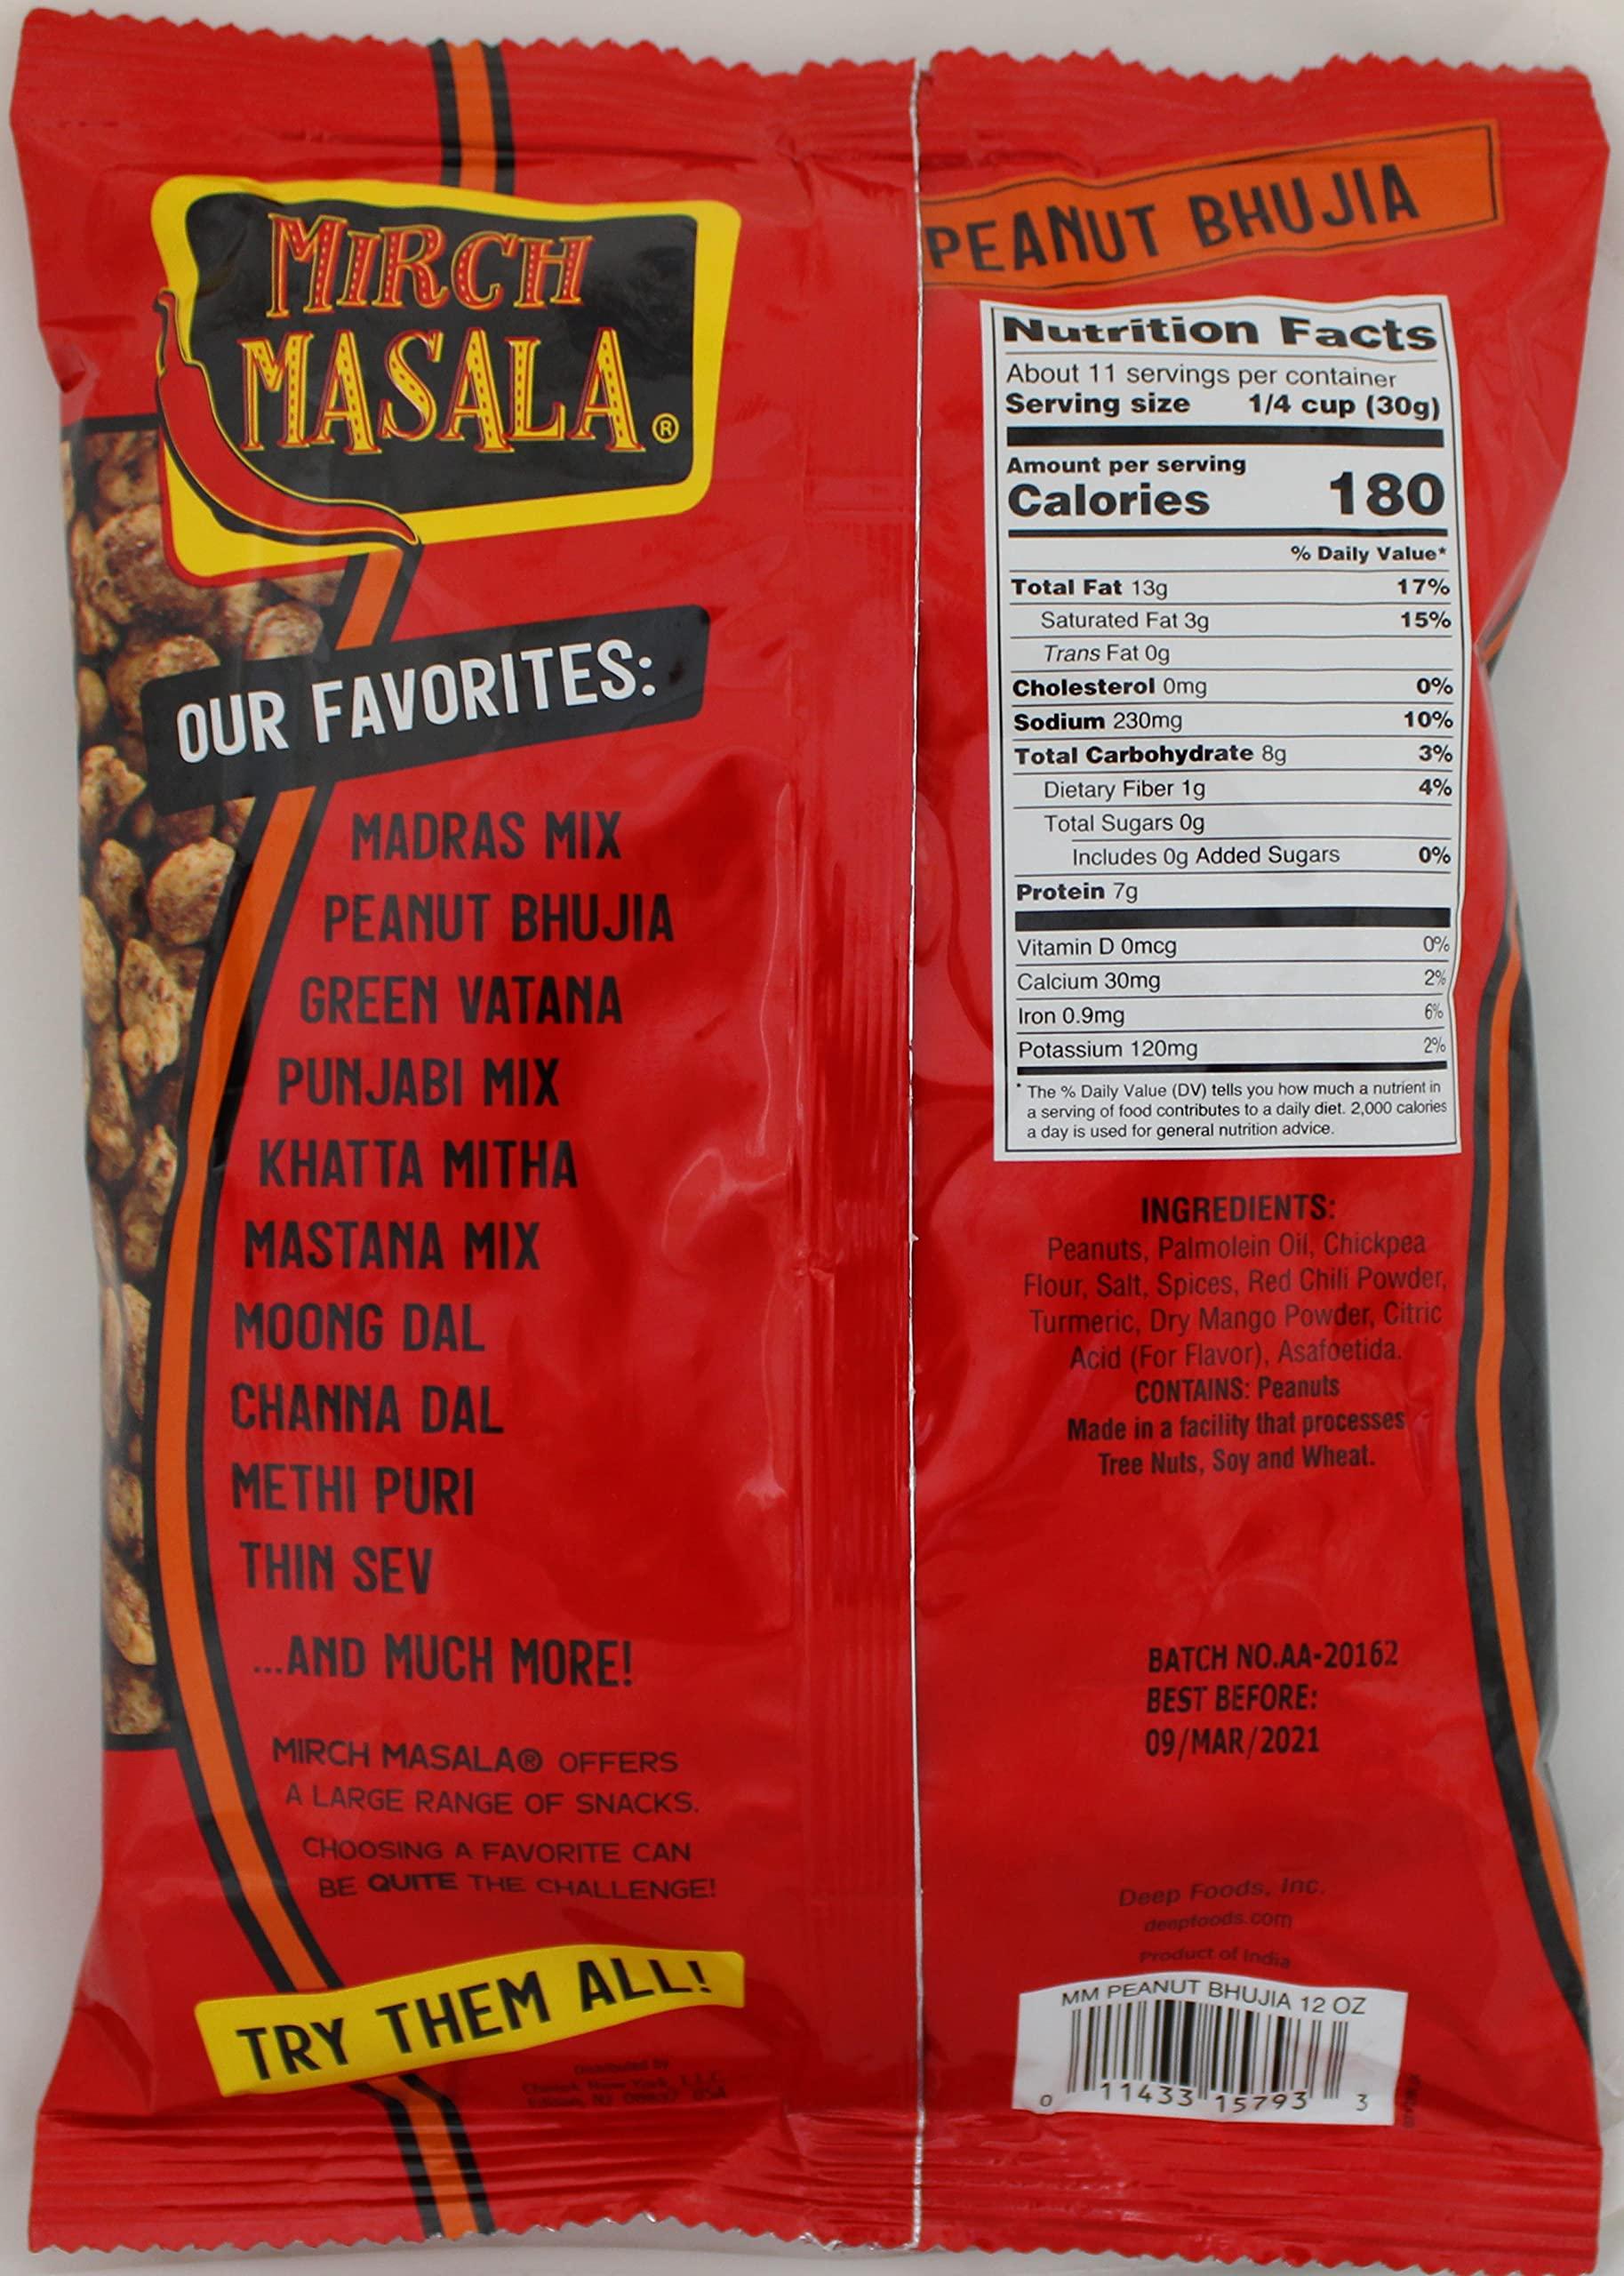 MIRCH
MASALA®
OUR FAVORITES:
MADRAS MIX
PEANUT BHUJIA
GREEN VATANA
PUNJABI MIX
KHATTA MITHA
MASTANA MIX
MOONG DAL
CHANNA DAL
METHI PURI
THIN SEV
...AND MUCH MORE!
MIRCH MASALA® OFFERS
A LARGE RANGE OF SNACKS.
CHOOSING A FAVORITE CAN
BE QUITE THE CHALLENGE!
TRY THEM ALL!
Distributed By
PEANUT BHUJIA
Nutrition Facts
About 11 servings per container
Serving size 1/4 cup (30g)
Amount per serving
Calories 180
% Daily Value*
Total Fat 13g 17%
Saturated Fat 3g 15%
Trans Fat 0g
Cholesterol 0mg 0%
Sodium 230mg 10%
Total Carbohydrate 8g 3%
Dietary Fiber 1g 4%
Total Sugars 0g
Includes 0g Added Sugars 0%
Protein 7g
Vitamin D 0mcg 0%
Calcium 30mg 2%
Iron 0.9mg 6%
Potassium 120mg 2%
* The % Daily Value (DV) tells you how much a nutrient in
a serving of food contributes to a daily diet. 2,000 calories
a day is used for general nutrition advice.
INGREDIENTS:
Peanuts, Palmolein Oil, Chickpea
Flour, Salt, Spices, Red Chili Powder,
Turmeric, Dry Mango Powder, Citric
Acid (For Flavor), Asafoetida.
CONTAINS: Peanuts
Made in a facility that processes
Tree Nuts, Soy and Wheat.
BATCH NO.AA-20162
BEST BEFORE:
09/MAR/2021
Deep Foods, Inc.
deepfoods.com
Product of India
MM PEANUT BHUJIA 12 OZ
0 11433 15793 3